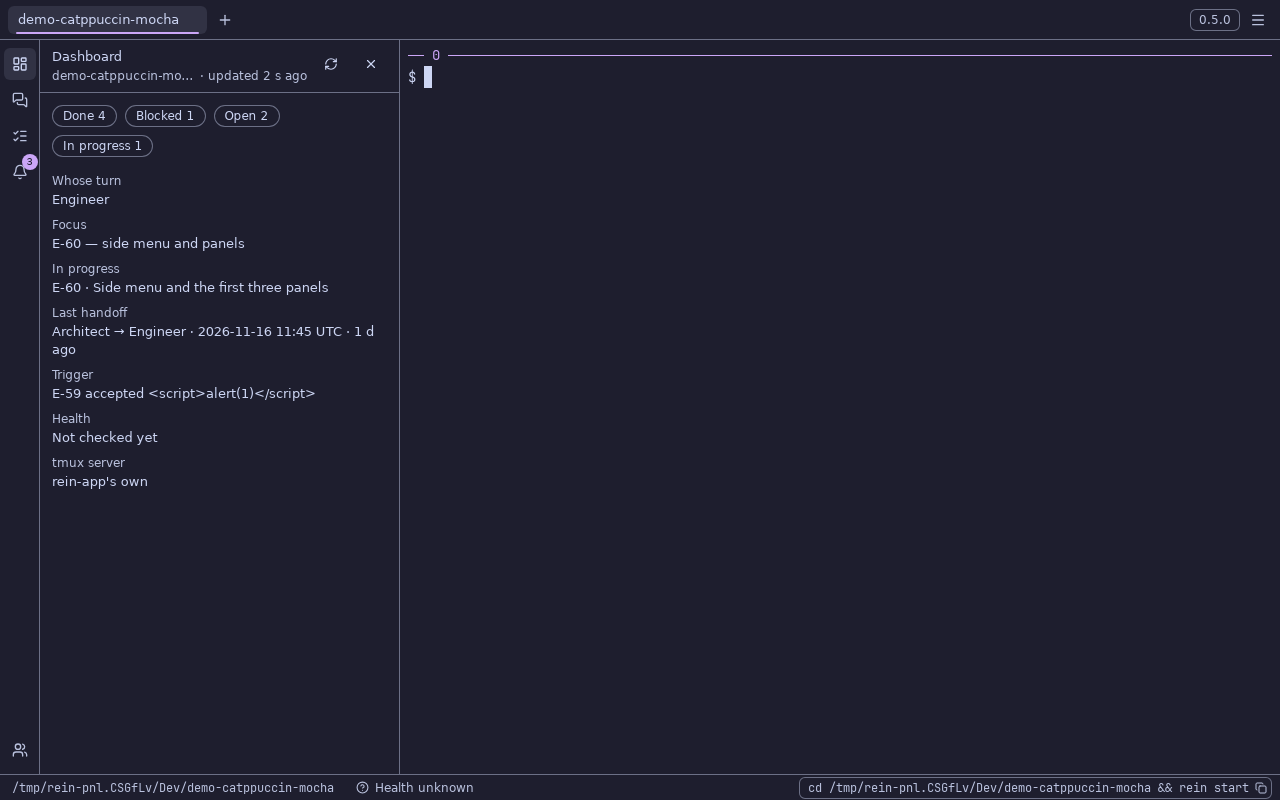 demo-catppuccin-mocha
0.5.0
Dashboard
demo-catppuccin-mo… · updated 2 s ago
Done 4
Blocked 1
Open 2
In progress 1
3
Whose turn
Engineer
Focus
E-60 — side menu and panels
In progress
E-60 · Side menu and the first three panels
Last handoff
Architect → Engineer · 2026-11-16 11:45 UTC · 1 d
ago
Trigger
E-59 accepted <script>alert(1)</script>
Health
Not checked yet
tmux server
rein-app's own
0
$
/tmp/rein-pnl.CSGfLv/Dev/demo-catppuccin-mocha
Health unknown
cd /tmp/rein-pnl.CSGfLv/Dev/demo-catppuccin-mocha && rein start